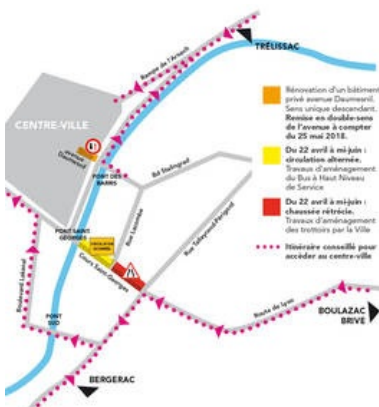 Rampe de l'Arsault
TRÉLISSAC
CENTRE-VILLE
avenue
Daumesnil
PONT DES
BARRIS
Bd Stalingrad
PONT SAINT
GEORGES
Rue Lacombe
Rue Talleyrand-Périgord
CIRCULATION
ALTERNÉE
Cours Saint-Georges
Boulevard Lakanal
PONT
SUD
Route de Lyon
BOULAZAC
BRIVE
BERGERAC
Rénovation d'un bâtiment
privé avenue Daumesnil.
Sens unique descendant.
Remise en double-sens
de l'avenue à compter
du 25 mai 2018.
Du 22 avril à mi-juin :
circulation alternée.
Travaux d'aménagement
du Bus à Haut Niveau
de Service
Du 22 avril à mi-juin :
chaussée rétrécie.
Travaux d'aménagement
des trottoirs par la Ville
Itinéraire conseillé pour
accéder au centre-ville